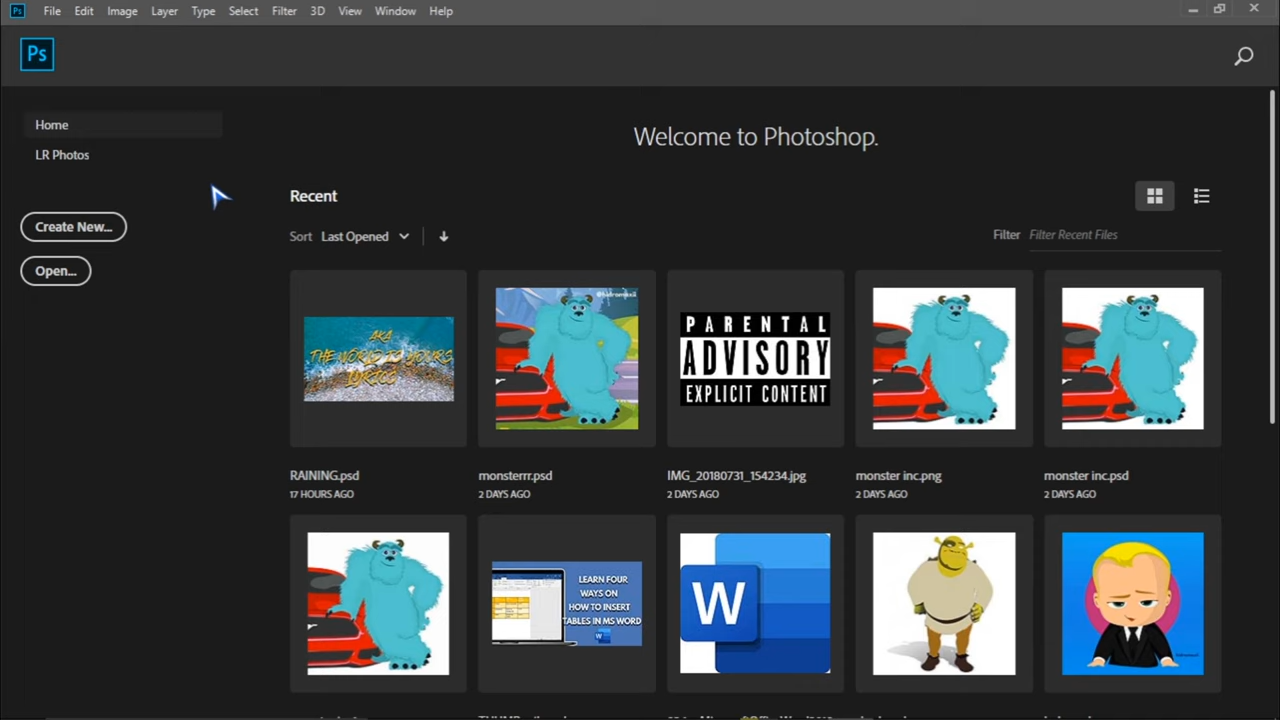 Ps File Edit Image Layer Type Select Filter 3D View Window Help
Ps
Home
LR Photos
Create New...
Open...
Welcome to Photoshop.
Recent
Sort Last Opened
Filter Filter Recent Files
AKA
THE WORLD IS YOURS
LYRICS
PARENTAL
ADVISORY
EXPLICIT CONTENT
RAINING.psd
17 HOURS AGO
monsterrr.psd
2 DAYS AGO
IMG_20180731_154234.jpg
2 DAYS AGO
monster inc.png
2 DAYS AGO
monster inc.psd
2 DAYS AGO
LEARN FOUR
WAYS ON
HOW TO INSERT
TABLES IN MS WORD
W
W